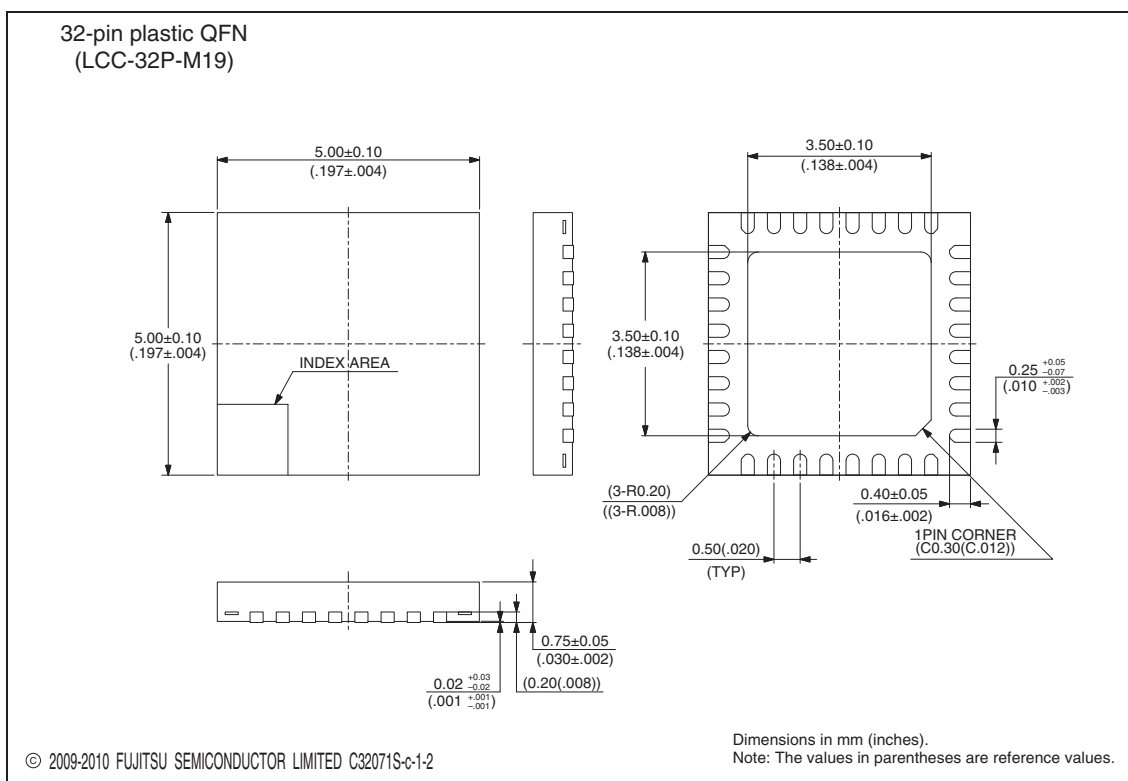 32-pin plastic QFN
(LCC-32P-M19)
5.00±0.10
(.197±.004)
3.50±0.10
(.138±.004)
5.00±0.10
(.197±.004)
INDEX AREA
3.50±0.10
(.138±.004)
0.25 +0.05 −0.07
(.010 +.002 −.003)
(3-R0.20)
((3-R.008))
0.50(.020)
(TYP)
0.40±0.05
(.016±.002)
1PIN CORNER
(C0.30(C.012))
0.75±0.05
(.030±.002)
0.02 +0.03 −0.02
(.001 +.001 −.001)
(0.20(.008))
© 2009-2010 FUJITSU SEMICONDUCTOR LIMITED C32071S-c-1-2
Dimensions in mm (inches).
Note: The values in parentheses are reference values.